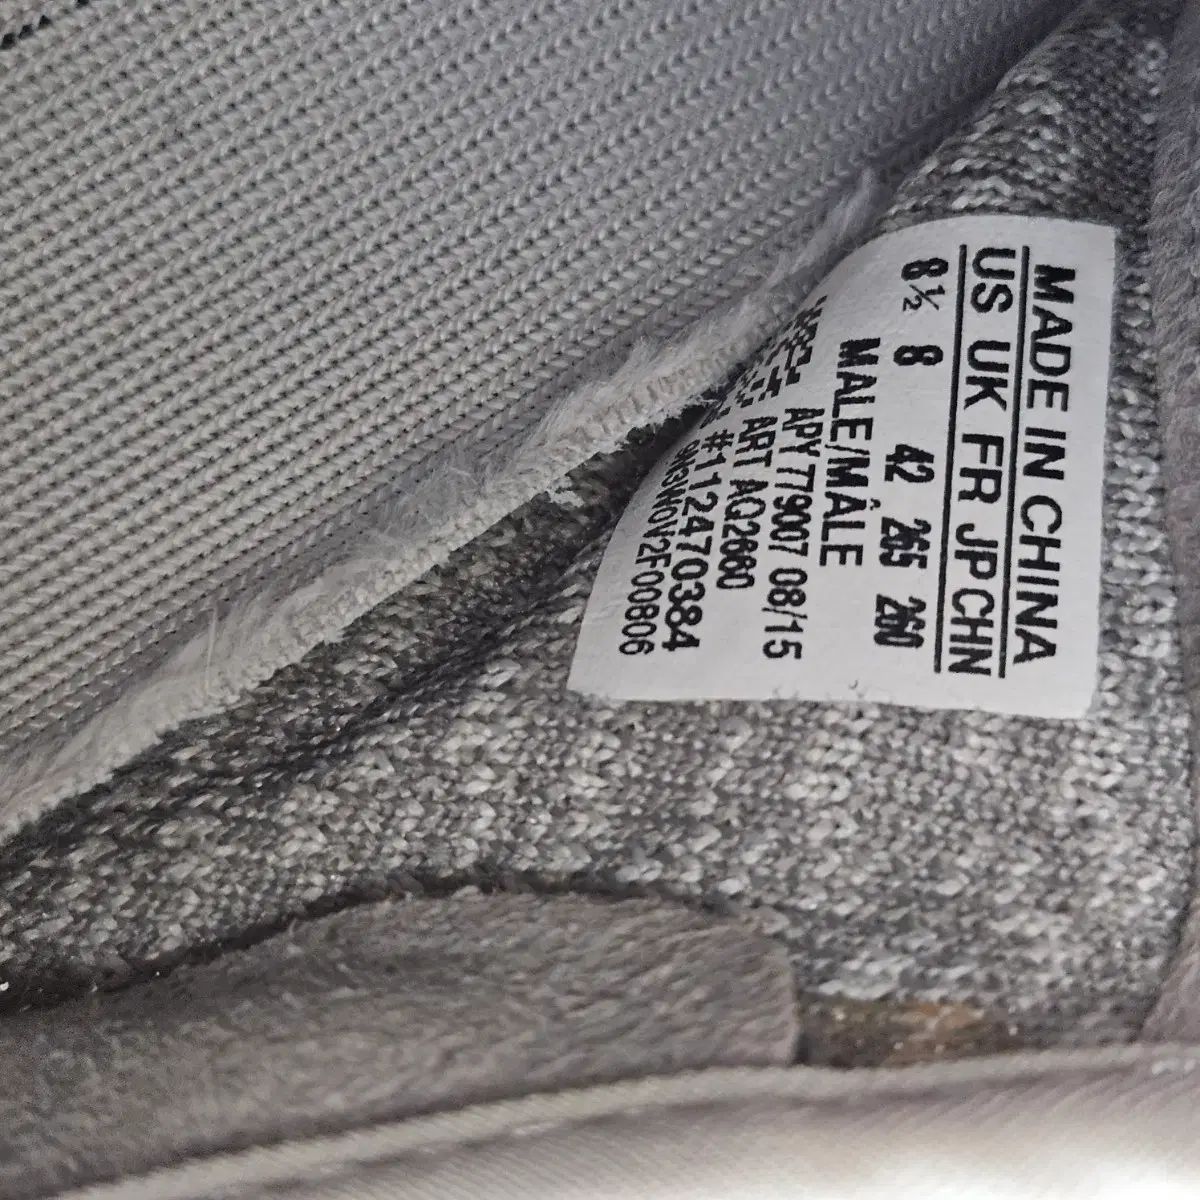 MADE IN CHINA
US UK FR JP CHN
8½ 8 42 265 260
MALE/MÂLE
APY 779007 08/15
ART AQ2660
#112470384
9N3W0V2F00806